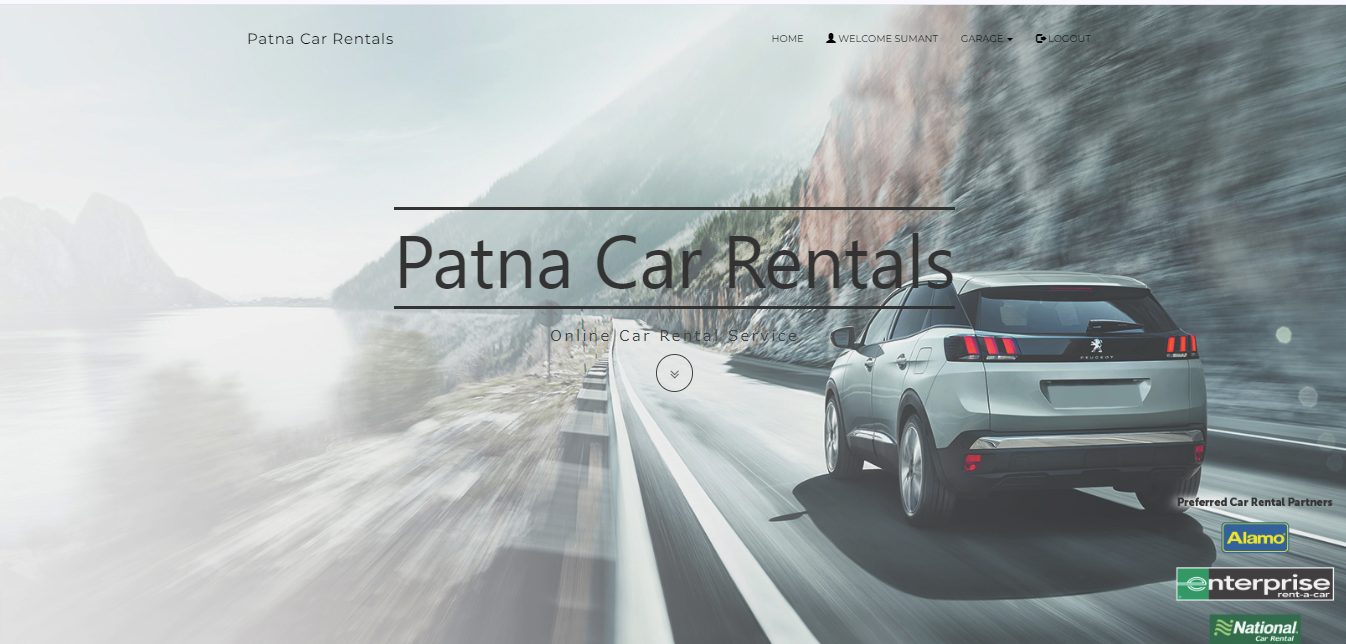 Patna Car Rentals
HOME
WELCOME SUMANT
GARAGE
LOGOUT
Patna Car Rentals
Online Car Rental Service
PEUGEOT
Preferred Car Rental Partners
Alamo
enterprise
rent-a-car
National
Car Rental